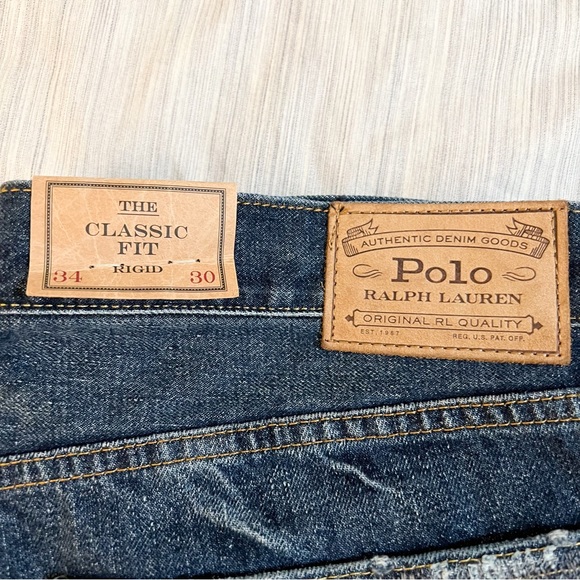 THE
CLASSIC
FIT
RIGID
34 30
AUTHENTIC DENIM GOODS
Polo
RALPH LAUREN
ORIGINAL RL QUALITY
EST. 1967 REG. U.S. PAT. OFF.